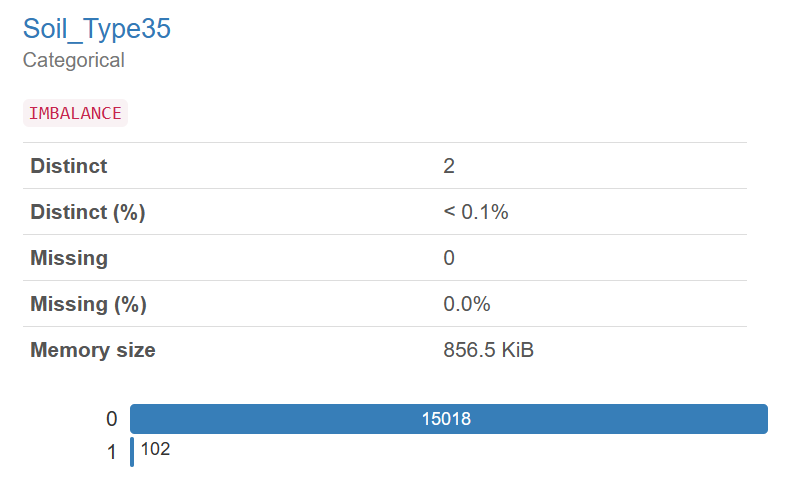 Soil_Type35
Categorical
IMBALANCE
Distinct 2
Distinct (%) < 0.1%
Missing 0
Missing (%) 0.0%
Memory size 856.5 KiB
0 15018
1 102